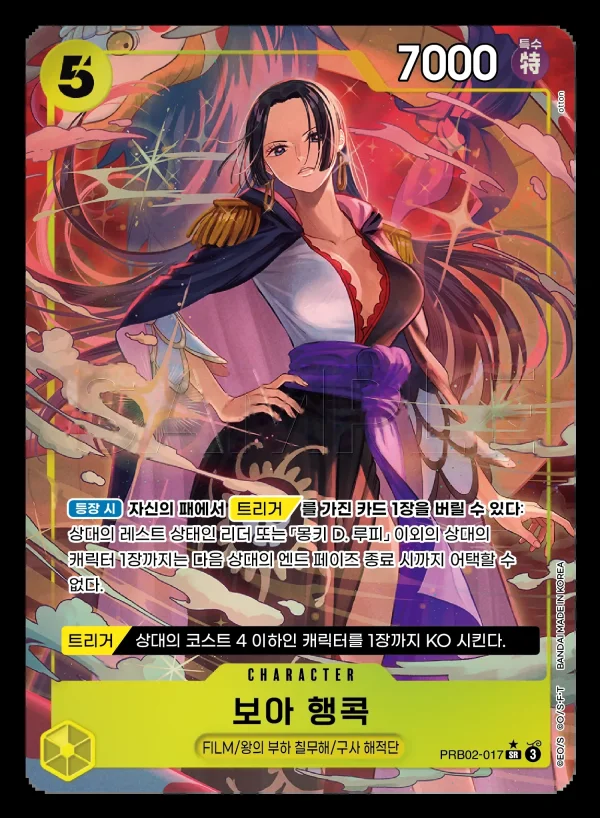 5
7000
특수
特
otton
SAMPLE
등장 시 자신의 패에서 트리거 를 가진 카드 1장을 버릴 수 있다:
상대의 레스트 상태인 리더 또는 「몽키 D. 루피」 이외의 상대의
캐릭터 1장까지는 다음 상대의 엔드 페이즈 종료 시까지 어택할 수
없다.
트리거 상대의 코스트 4 이하인 캐릭터를 1장까지 KO 시킨다.
CHARACTER
보아 행콕
FILM/왕의 부하 칠무해/구사 해적단
PRB02-017 ★ SR 3
©EO/S ©O/S·F·T BANDAI MADE IN KOREA